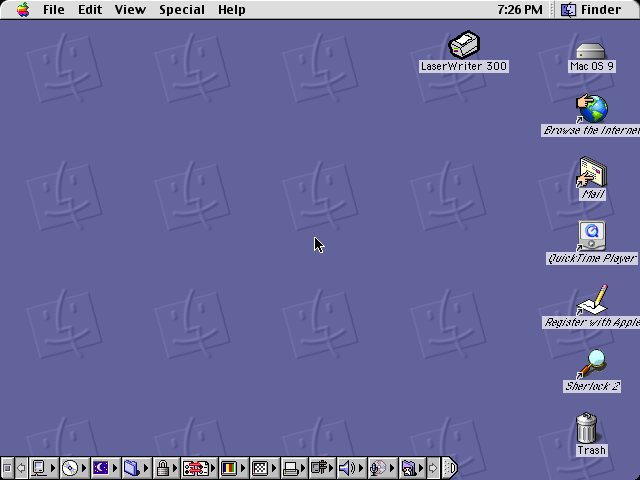 File Edit View Special Help 7:26 PM Finder
LaserWriter 300
Mac OS 9
Browse the Internet
Mail
QuickTime Player
Register with Apple
Sherlock 2
Trash